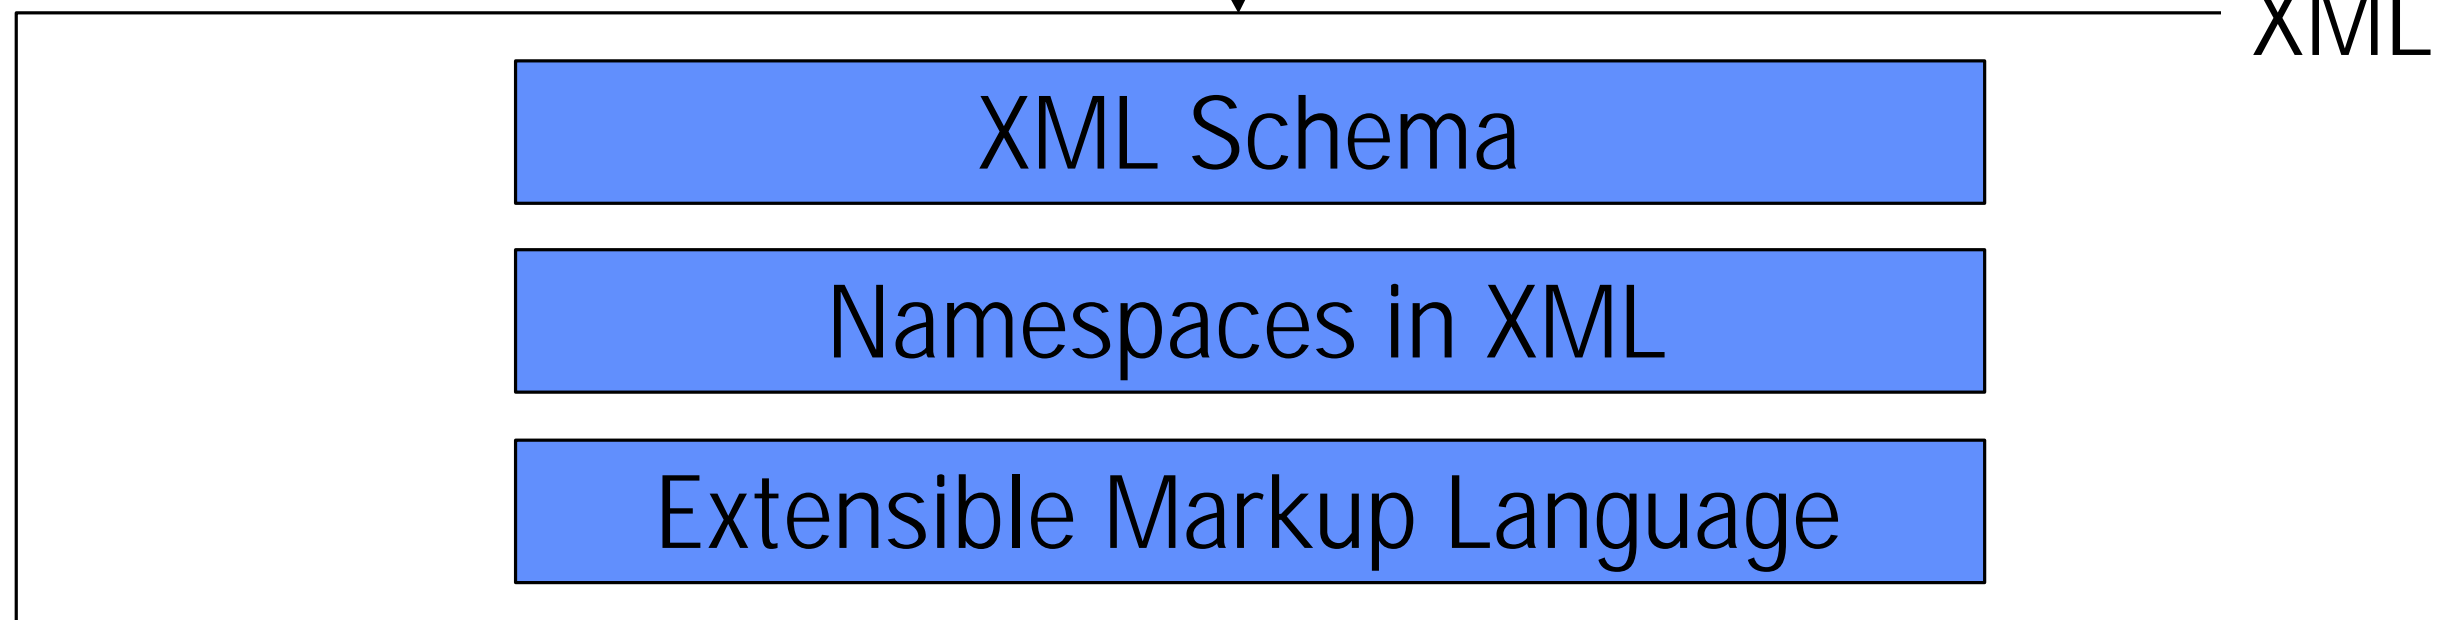 XML
XML Schema
Namespaces in XML
Extensible Markup Language